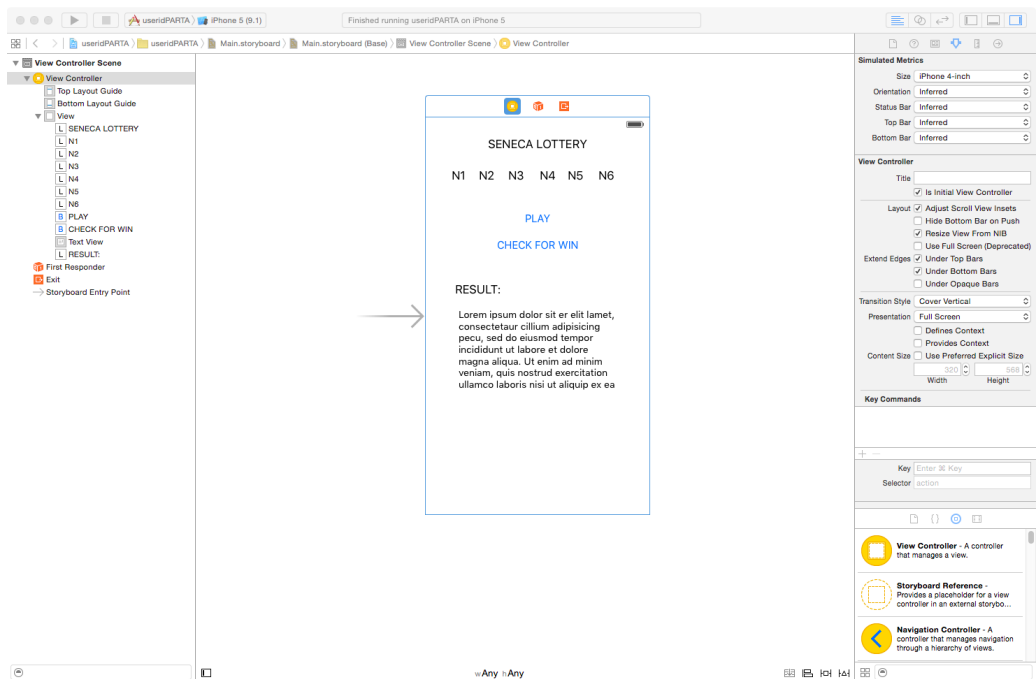 useridPARTA
iPhone 5 (9.1)
Finished running useridPARTA on iPhone 5
useridPARTA
useridPARTA
Main.storyboard
Main.storyboard (Base)
View Controller Scene
View Controller
View Controller Scene
View Controller
Top Layout Guide
Bottom Layout Guide
View
L SENECA LOTTERY
L N1
L N2
L N3
L N4
L N5
L N6
B PLAY
B CHECK FOR WIN
Text View
L RESULT:
First Responder
Exit
Storyboard Entry Point
SENECA LOTTERY
N1 N2 N3 N4 N5 N6
PLAY
CHECK FOR WIN
RESULT:
Lorem ipsum dolor sit er elit lamet,
consectetaur cillium adipisicing
pecu, sed do eiusmod tempor
incididunt ut labore et dolore
magna aliqua. Ut enim ad minim
veniam, quis nostrud exercitation
ullamco laboris nisi ut aliquip ex ea
wAny hAny
Simulated Metrics
Size iPhone 4-inch
Orientation Inferred
Status Bar Inferred
Top Bar Inferred
Bottom Bar Inferred
View Controller
Title
Is Initial View Controller
Layout Adjust Scroll View Insets
Hide Bottom Bar on Push
Resize View From NIB
Use Full Screen (Deprecated)
Extend Edges Under Top Bars
Under Bottom Bars
Under Opaque Bars
Transition Style Cover Vertical
Presentation Full Screen
Defines Context
Provides Context
Content Size Use Preferred Explicit Size
320 568
Width Height
Key Commands
Key Enter ⌘ Key
Selector action
View Controller - A controller
that manages a view.
Storyboard Reference -
Provides a placeholder for a view
controller in an external storybo...
Navigation Controller - A
controller that manages navigation
through a hierarchy of views.